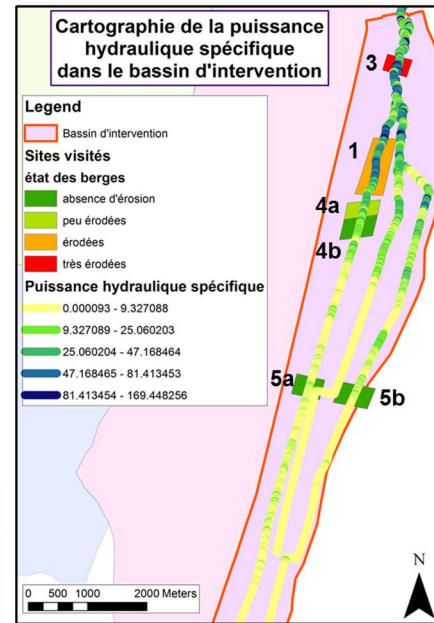 Cartographie de la puissance
hydraulique spécifique
dans le bassin d'intervention
Legend
Bassin d'intervention
Sites visités
état des berges
absence d'érosion
peu érodées
érodées
très érodées
Puissance hydraulique spécifique
0.000093 - 9.327088
9.327089 - 25.060203
25.060204 - 47.168464
47.168465 - 81.413453
81.413454 - 169.448256
3
1
4a
4b
5a
5b
0 500 1000 2000 Meters
N